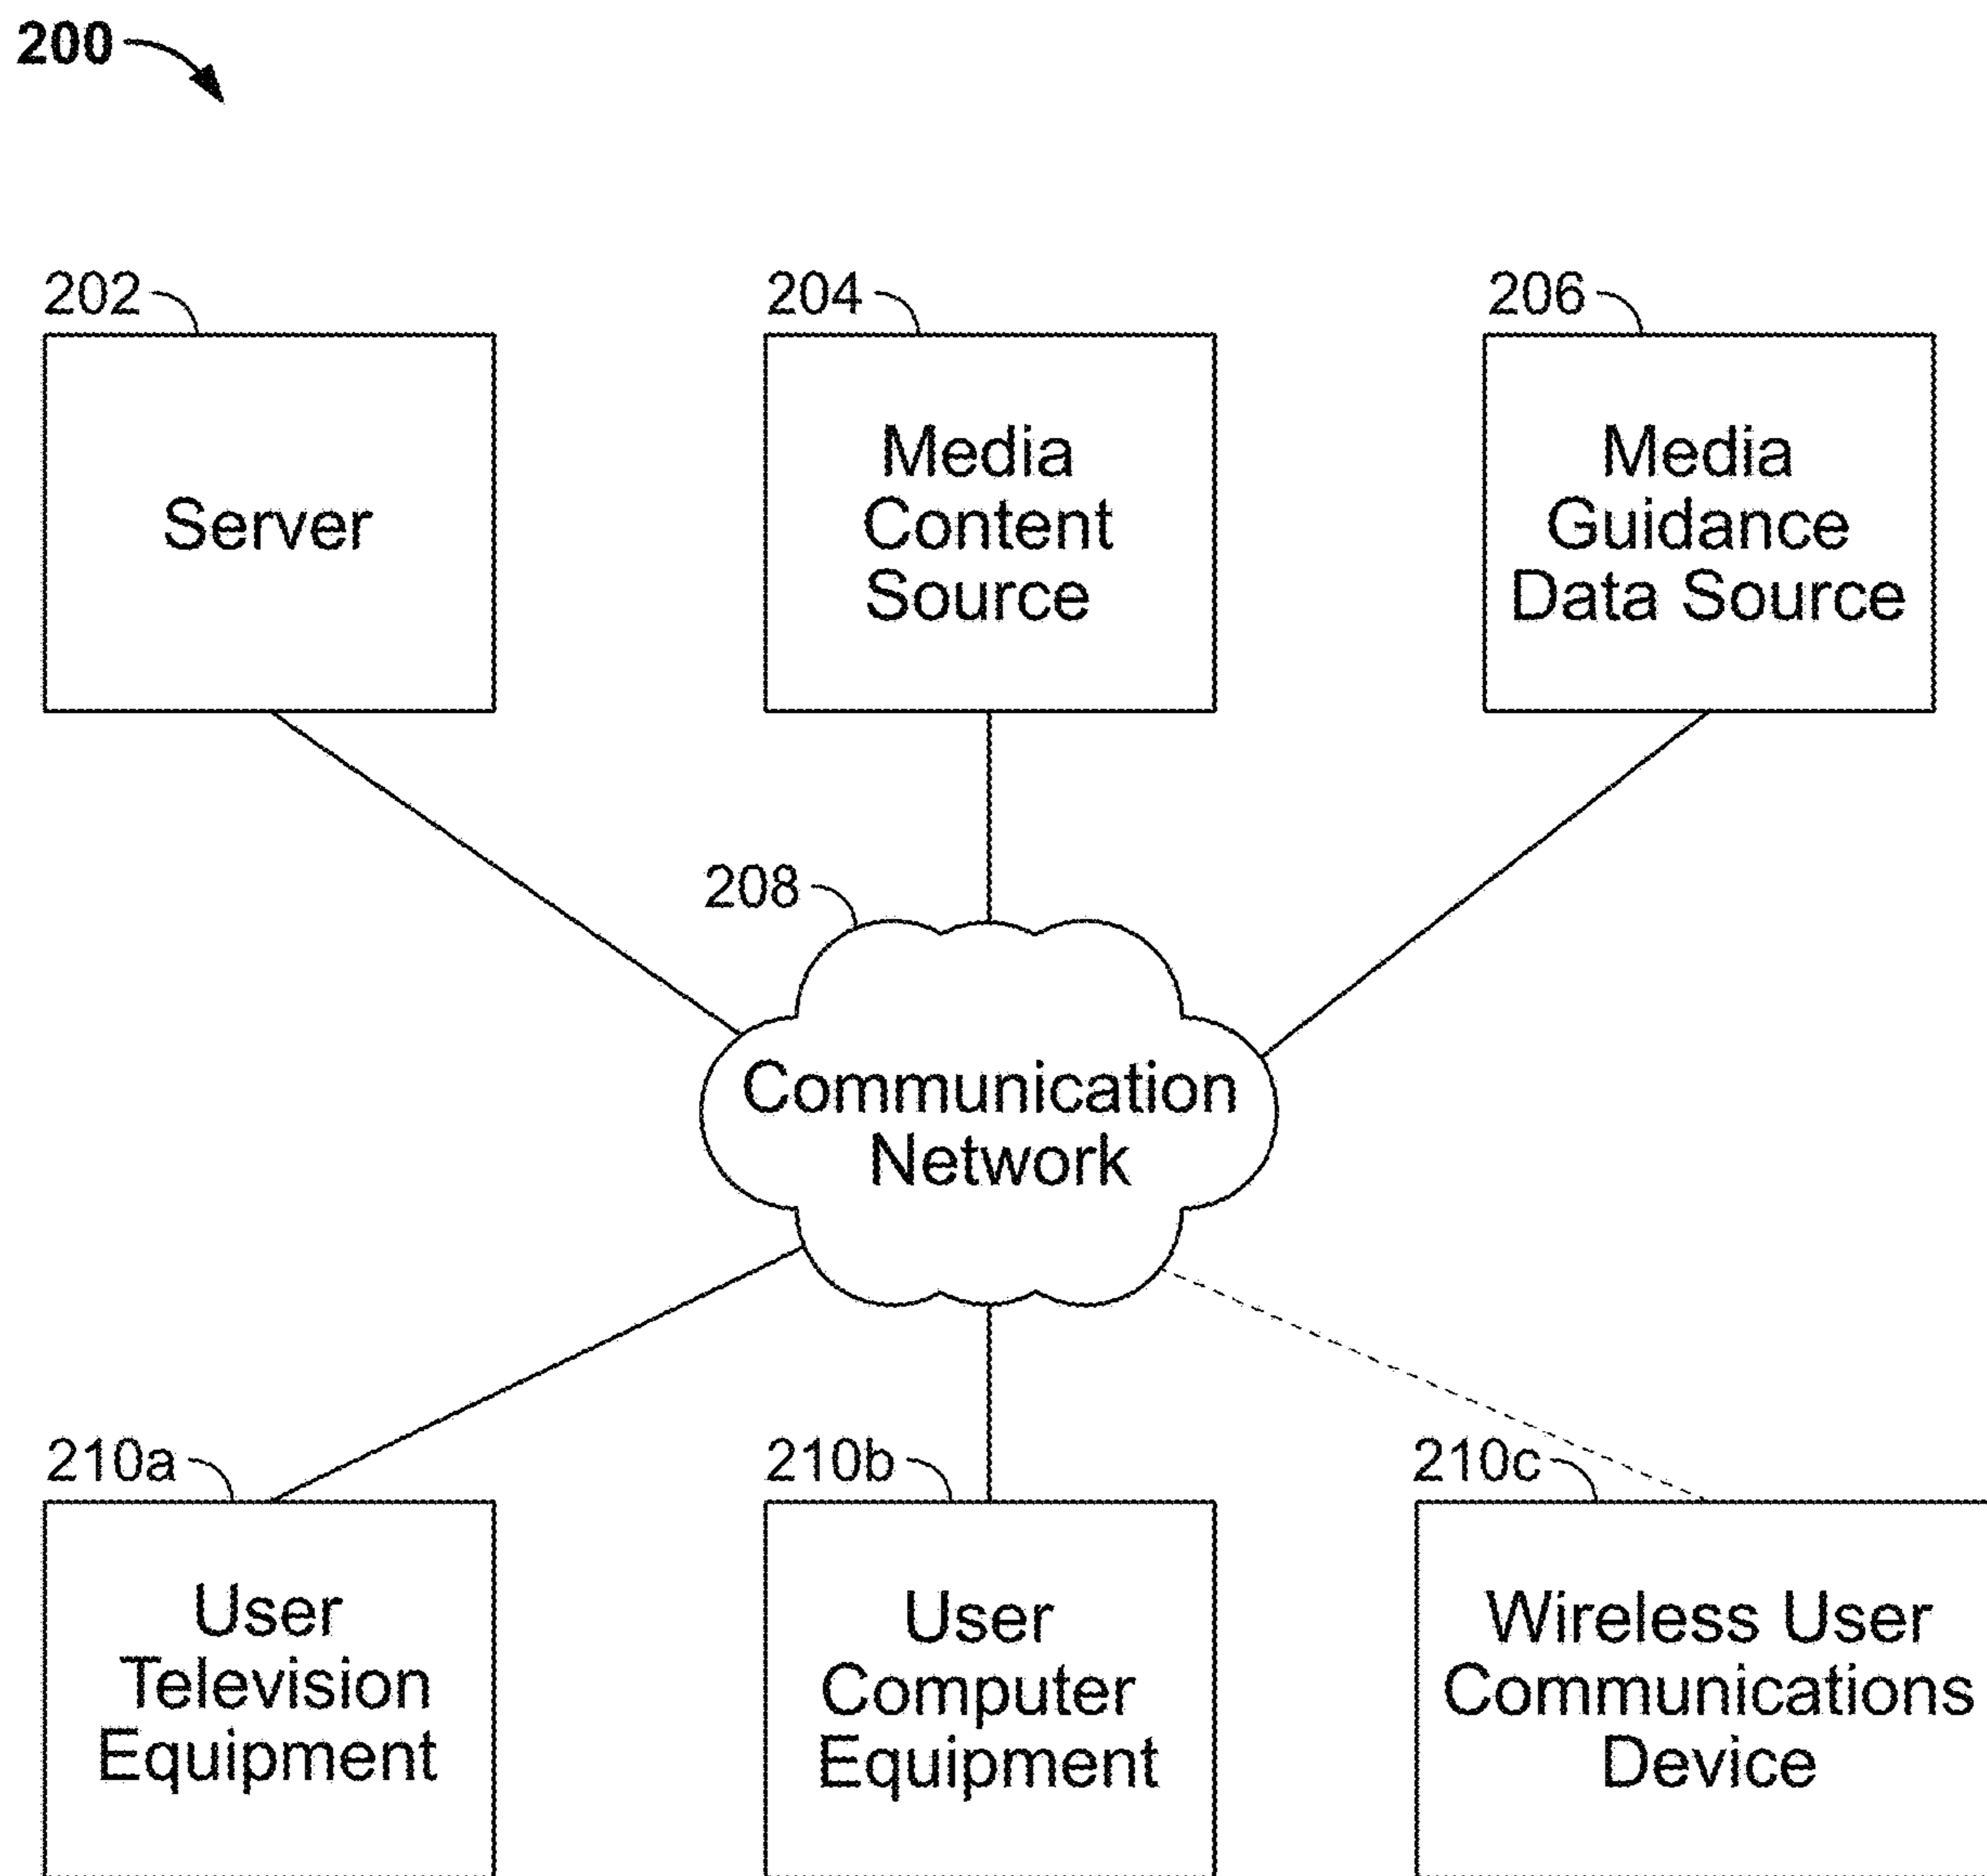 200
202
204
206
Server
Media
Content
Source
Media
Guidance
Data Source
208
Communication
Network
210a
210b
210c
User
Television
Equipment
User
Computer
Equipment
Wireless User
Communications
Device